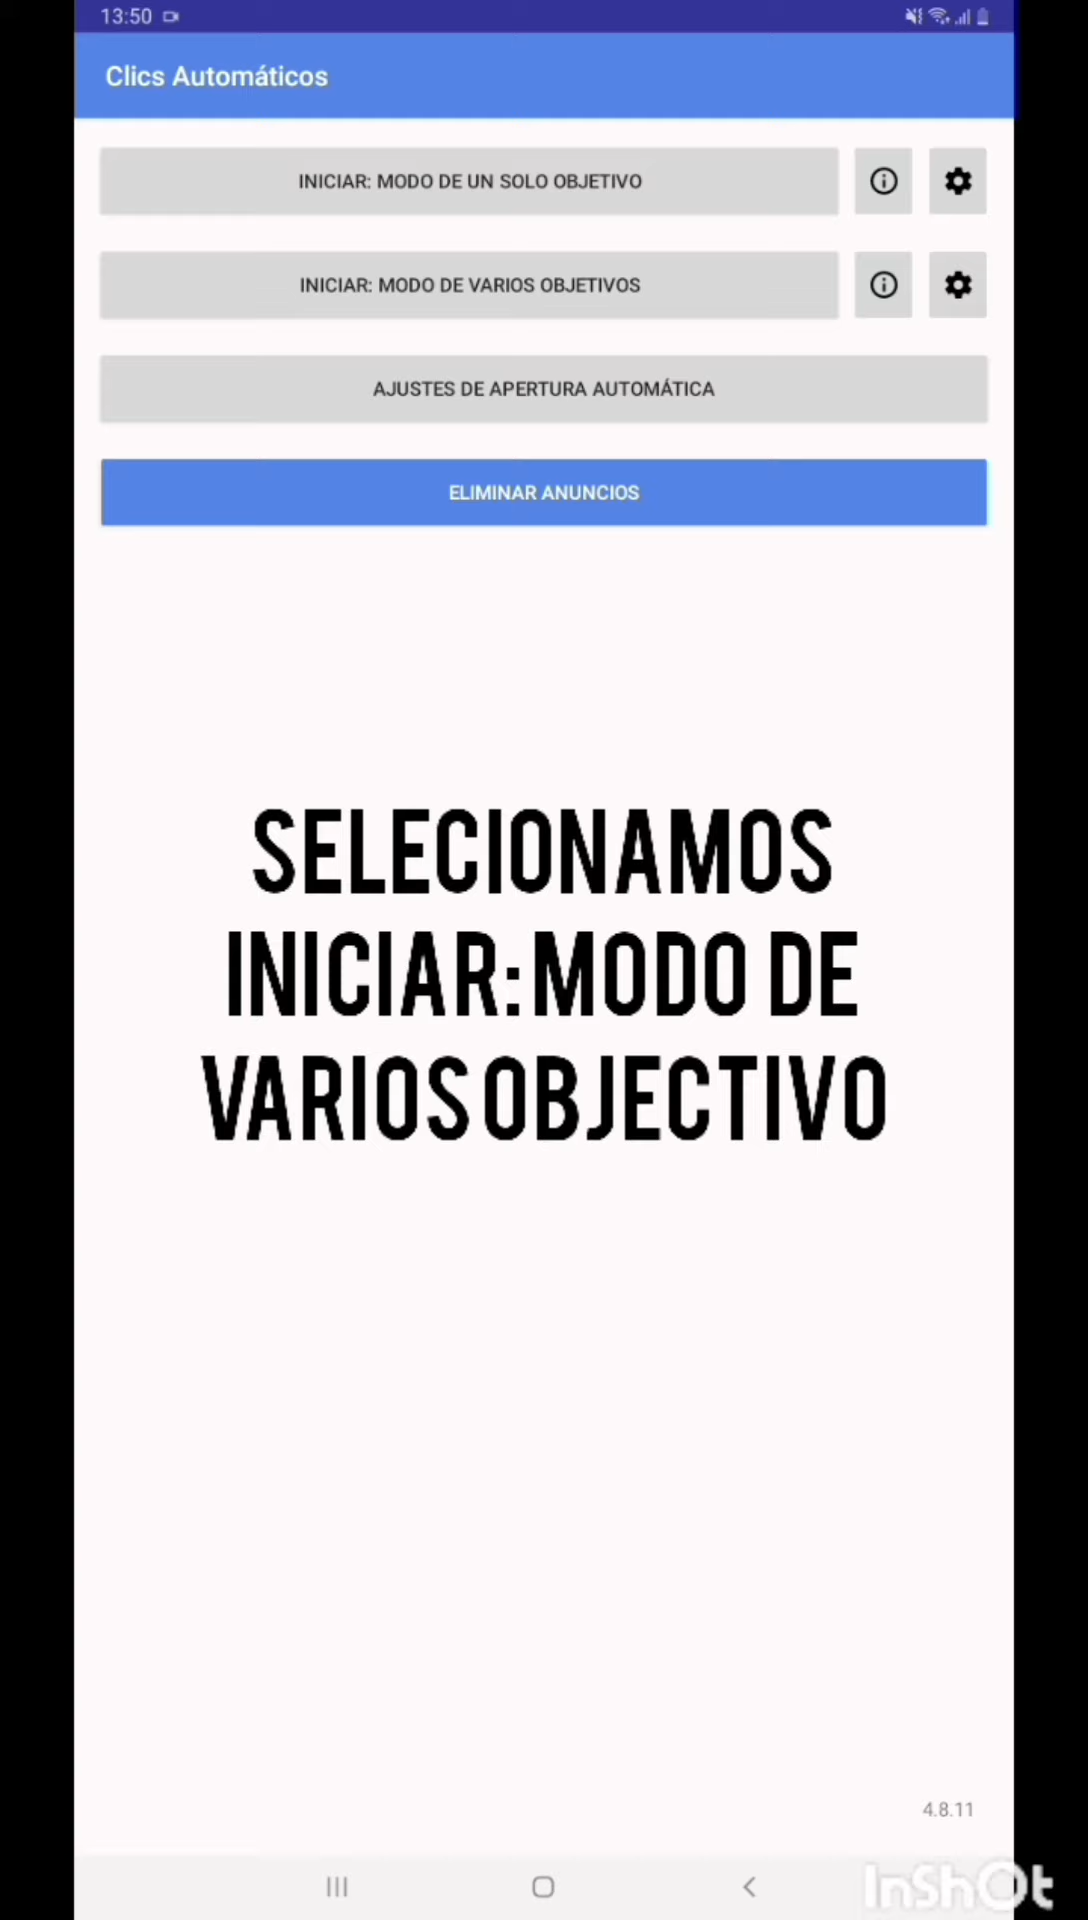 13:50
Clics Automáticos
INICIAR: MODO DE UN SOLO OBJETIVO
INICIAR: MODO DE VARIOS OBJETIVOS
AJUSTES DE APERTURA AUTOMÁTICA
ELIMINAR ANUNCIOS
SELECIONAMOS
INICIAR: MODO DE
VARIOS OBJECTIVO
4.8.11
InShOt